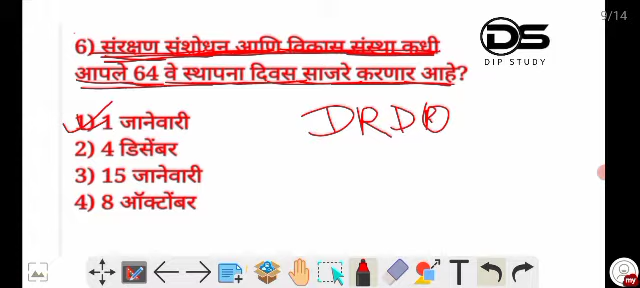 9/14
DS
DIP STUDY
6) संरक्षण संशोधन आणि विकास संस्था कधी
आपले 64 वे स्थापना दिवस साजरे करणार आहे?
1) 1 जानेवारी
DRDO
2) 4 डिसेंबर
3) 15 जानेवारी
4) 8 ऑक्टोंबर
T
my